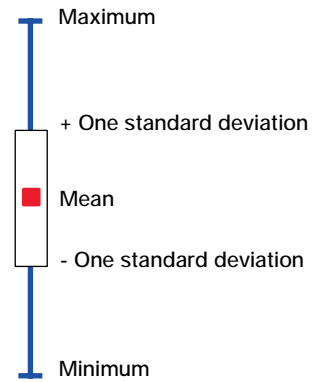 Maximum
+ One standard deviation
Mean
- One standard deviation
Minimum